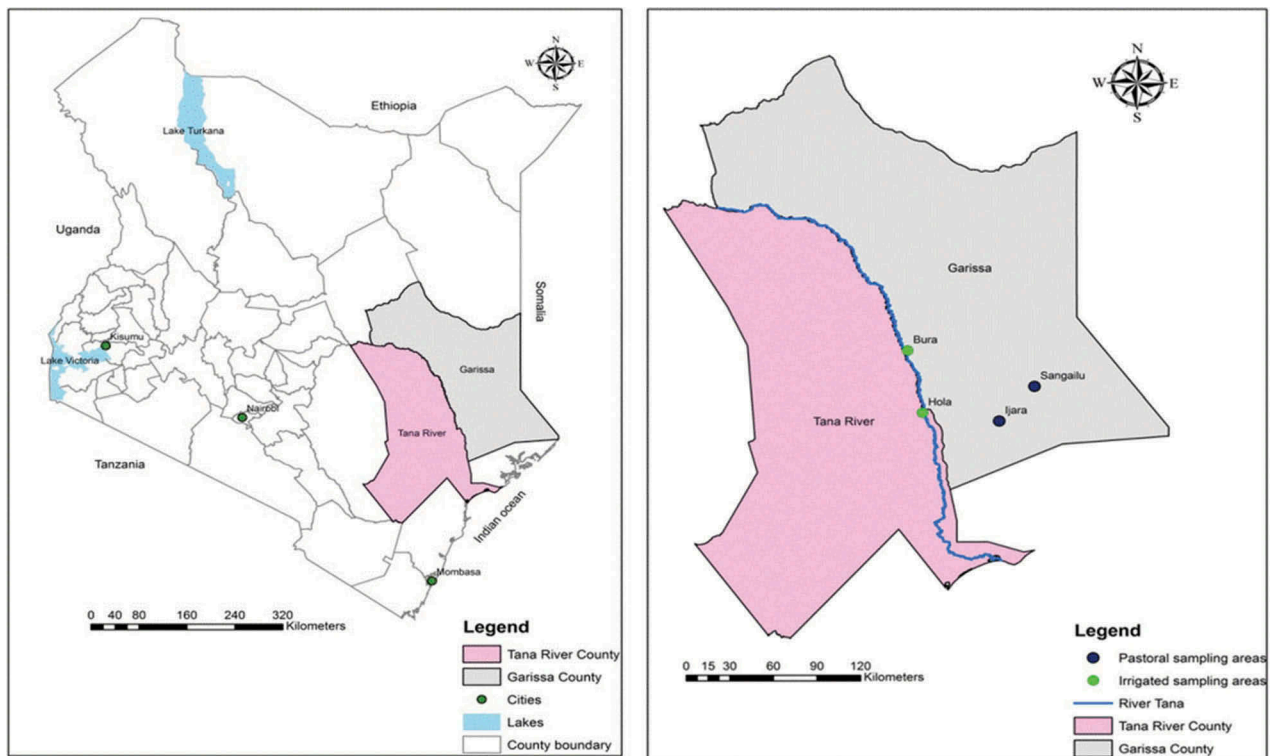 N
W E
S
Ethiopia
Lake Turkana
Uganda
Somalia
Kisumu
Lake Victoria
Garissa
Nairobi
Tana River
Tanzania
Indian ocean
Mombasa
0 40 80 160 240 320
Kilometers
Legend
Tana River County
Garissa County
Cities
Lakes
County boundary
N
W E
S
Garissa
Bura
Sangailu
Hola
Ijara
Tana River
0 15 30 60 90 120
Kilometers
Legend
Pastoral sampling areas
Irrigated sampling areas
River Tana
Tana River County
Garissa County